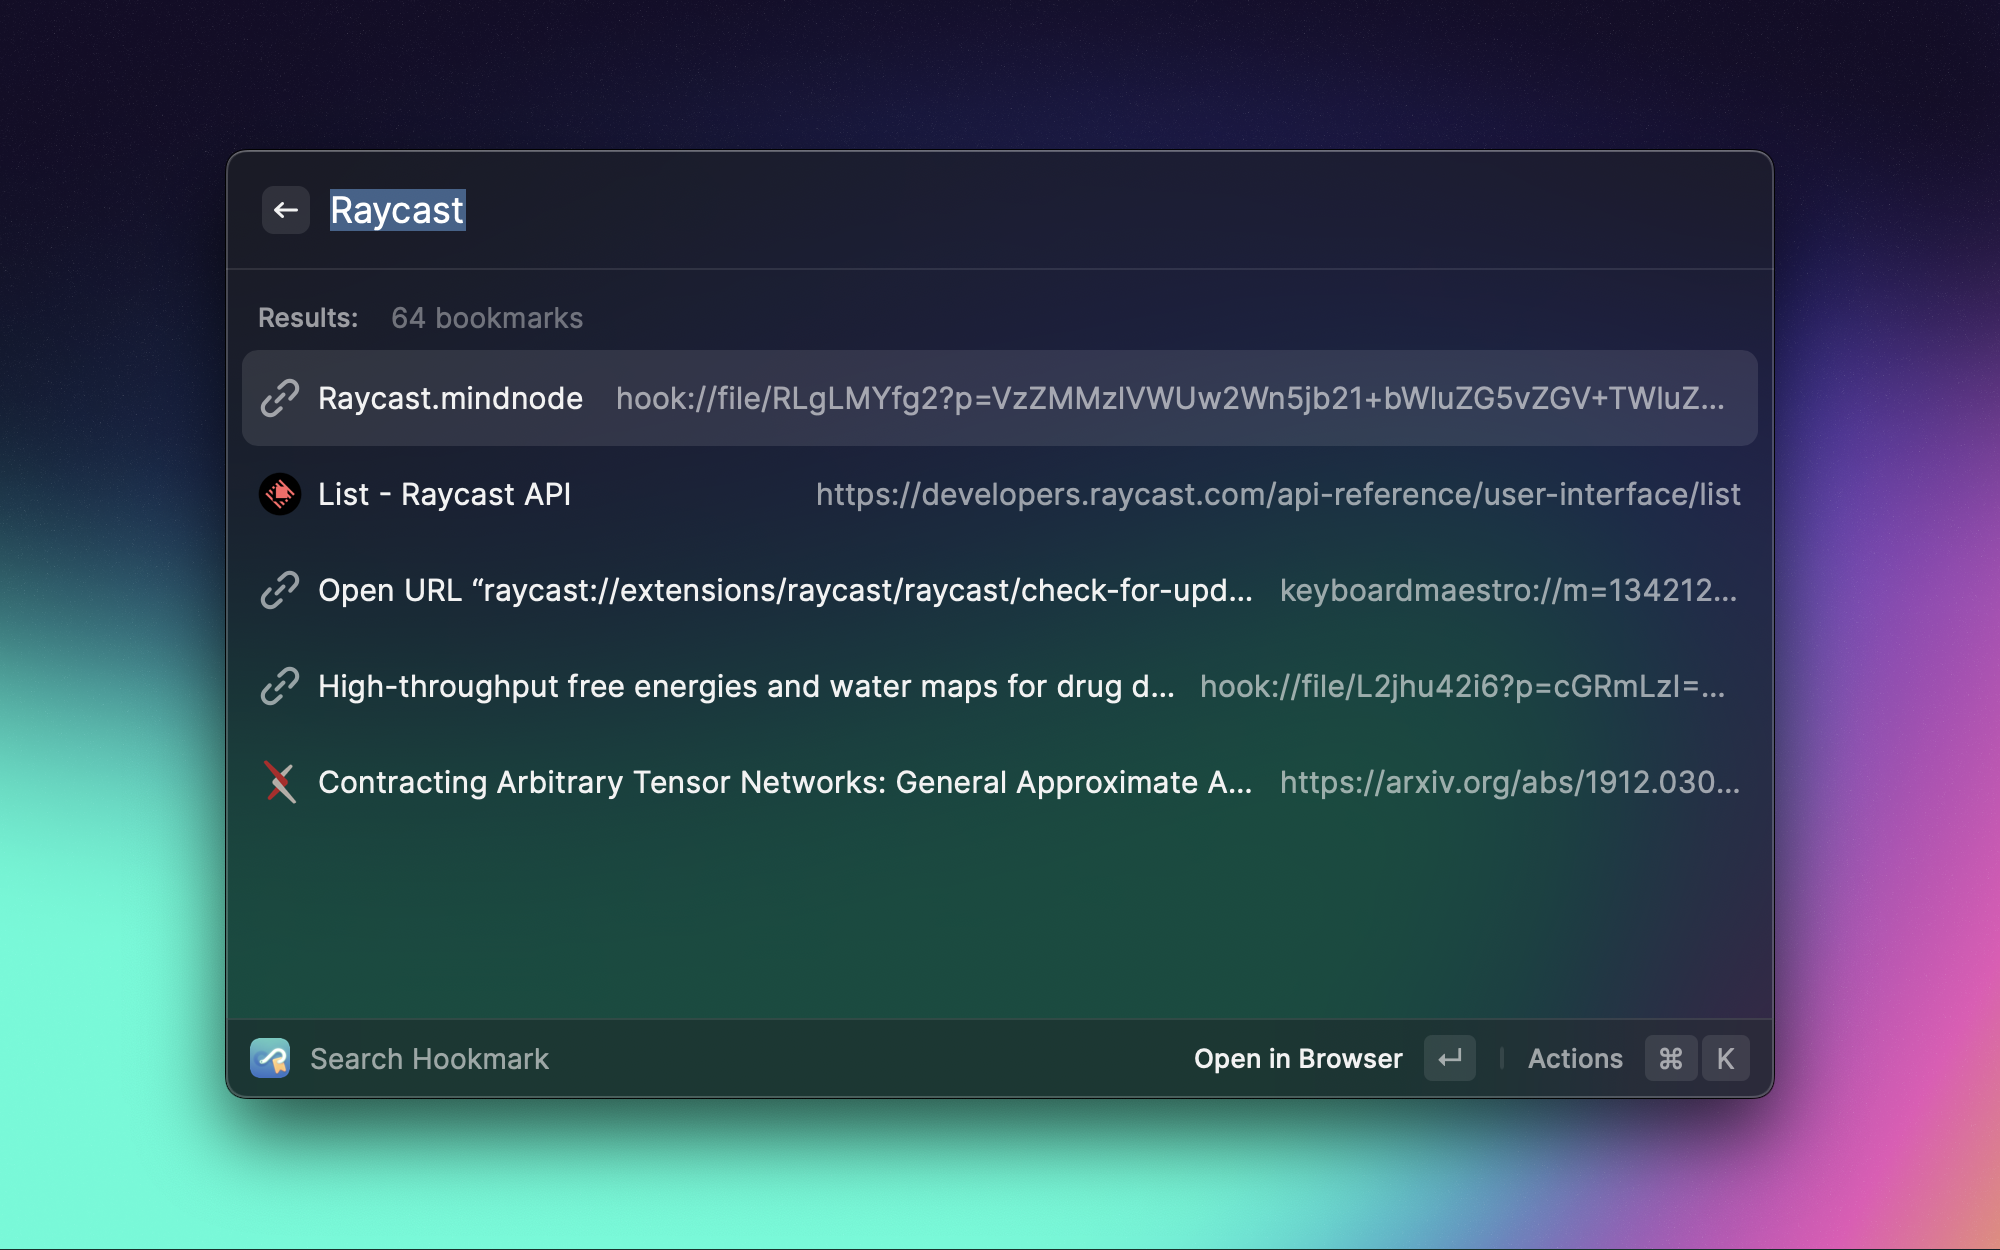 Raycast
Results: 64 bookmarks
Raycast.mindnode hook://file/RLgLMYfg2?p=VzZMMzlVWUw2Wn5jb21+bWluZG5vZGV+TWluZ...
List - Raycast API https://developers.raycast.com/api-reference/user-interface/list
Open URL “raycast://extensions/raycast/raycast/check-for-upd... keyboardmaestro://m=134212...
High-throughput free energies and water maps for drug d... hook://file/L2jhu42i6?p=cGRmLzI=...
Contracting Arbitrary Tensor Networks: General Approximate A... https://arxiv.org/abs/1912.030...
Search Hookmark Open in Browser ↵ Actions ⌘ K